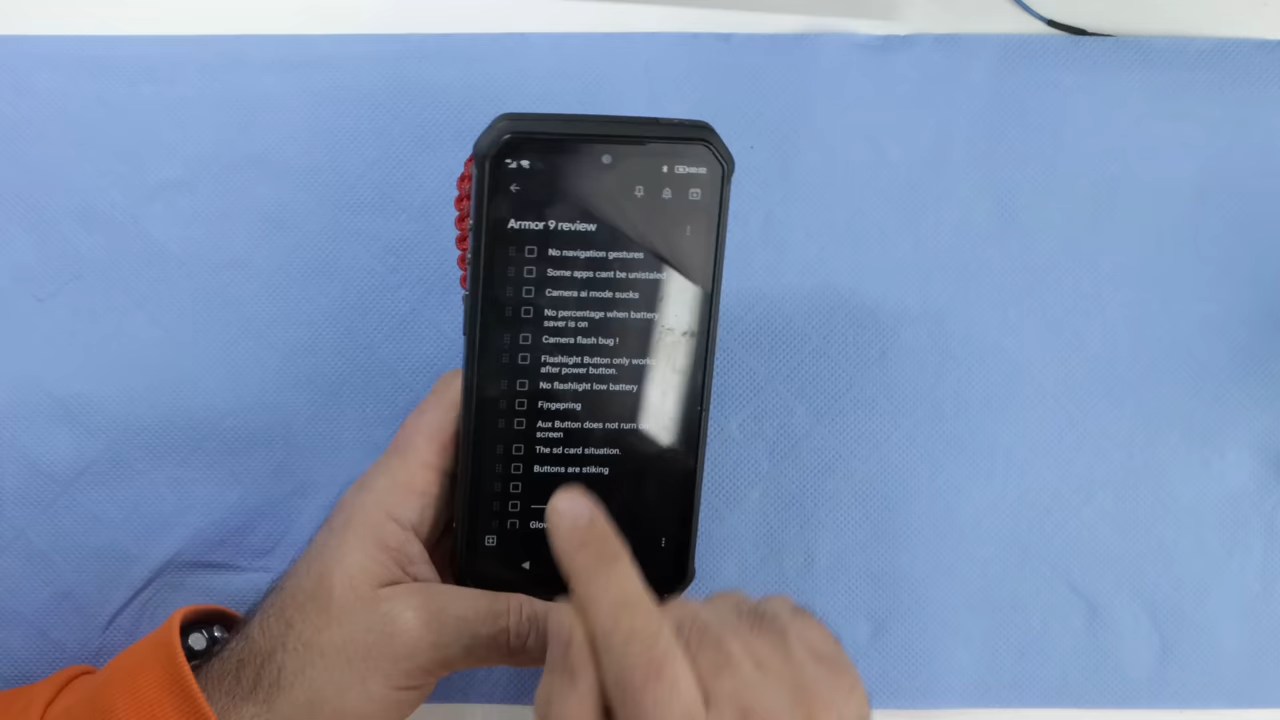 Armor 9 review
No navigation gestures
Some apps cant be unistaled
Camera ai mode sucks
No percentage when battery
saver is on
Camera flash bug !
Flashlight Button only works
after power button.
No flashlight low battery
Fingepring
Aux Button does not rurn
screen
The sd card situation.
Buttons are stiking